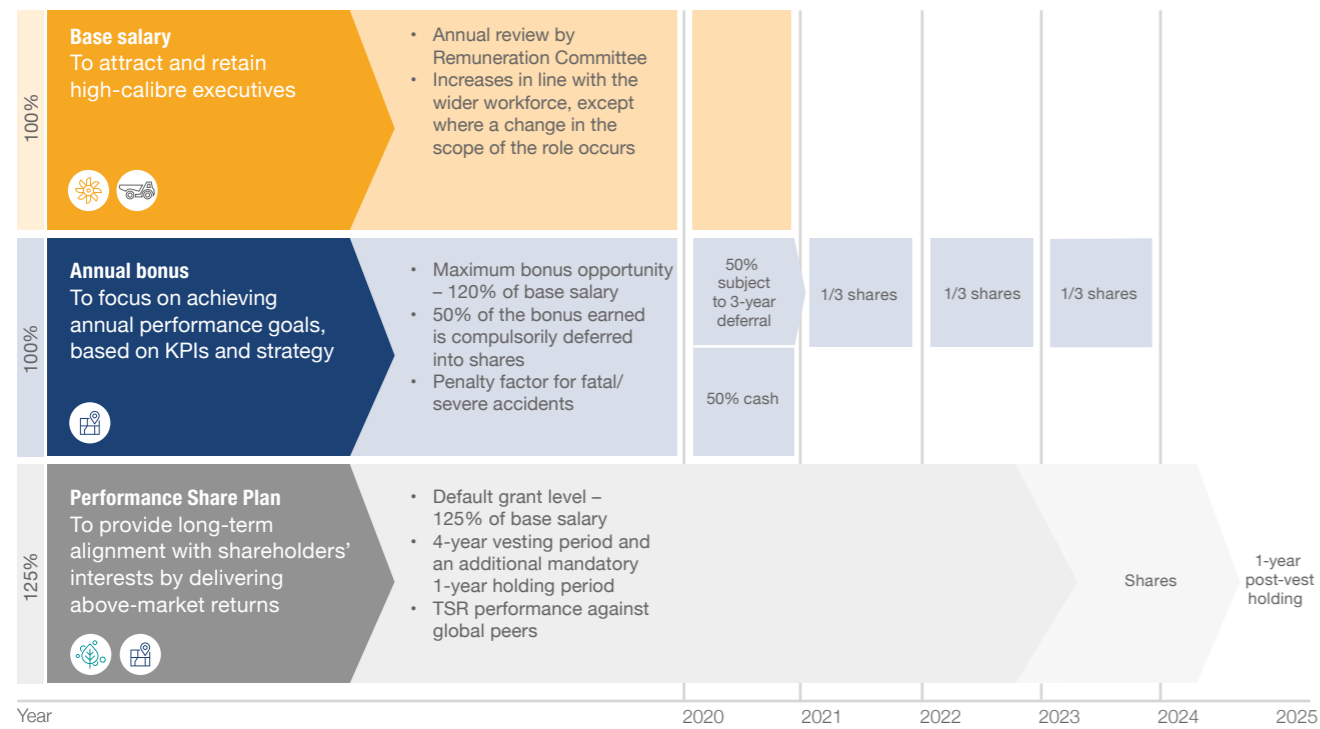 100%
Base salary
To attract and retain
high-calibre executives
• Annual review by
Remuneration Committee
• Increases in line with the
wider workforce, except
where a change in the
scope of the role occurs
100%
Annual bonus
To focus on achieving
annual performance goals,
based on KPIs and strategy
• Maximum bonus opportunity
– 120% of base salary
• 50% of the bonus earned
is compulsorily deferred
into shares
• Penalty factor for fatal/
severe accidents
50%
subject
to 3-year
deferral
50% cash
1/3 shares
1/3 shares
1/3 shares
125%
Performance Share Plan
To provide long-term
alignment with shareholders’
interests by delivering
above-market returns
• Default grant level –
125% of base salary
• 4-year vesting period and
an additional mandatory
1-year holding period
• TSR performance against
global peers
Shares
1-year
post-vest
holding
Year
2020
2021
2022
2023
2024
2025